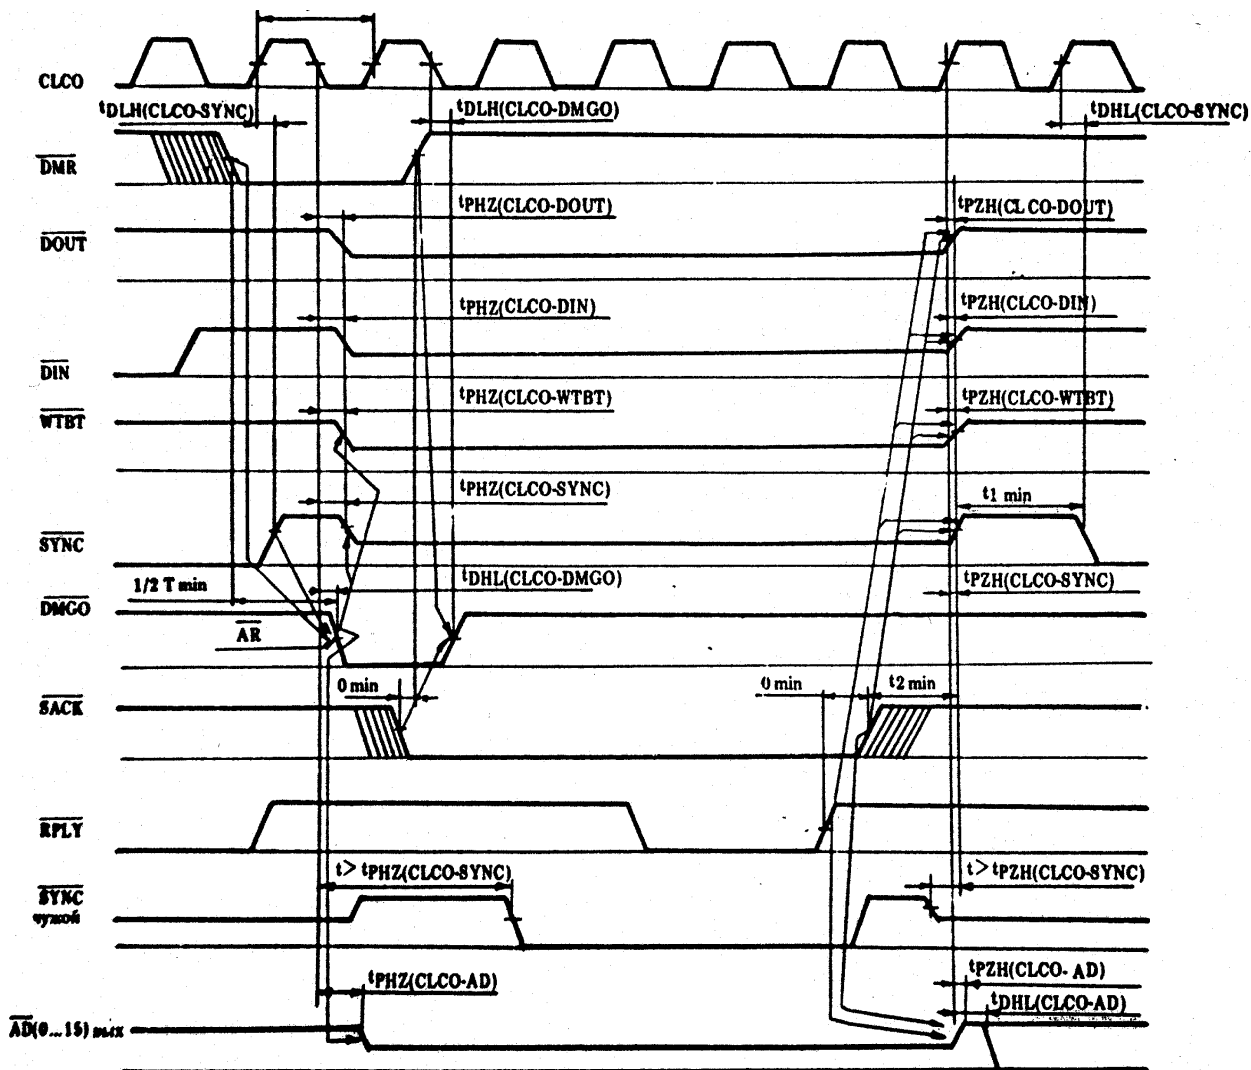 CLCO
tDLH(CLCO-SYNC)
tDLH(CLCO-DMGO)
tDHL(CLCO-SYNC)
DMR
tPHZ(CLCO-DOUT)
tPZH(CLCO-DOUT)
DOUT
tPHZ(CLCO-DIN)
tPZH(CLCO-DIN)
DIN
tPHZ(CLCO-WTBT)
tPZH(CLCO-WTBT)
WTBT
tPHZ(CLCO-SYNC)
t1 min
SYNC
1/2 T min
tDHL(CLCO-DMGO)
tPZH(CLCO-SYNC)
DMGO
AR
0 min
0 min
t2 min
SACK
RPLY
t> tPHZ(CLCO-SYNC)
t> tPZH(CLCO-SYNC)
SYNC
чужой
tPHZ(CLCO-AD)
tPZH(CLCO- AD)
tDHL(CLCO-AD)
AD(0...15) вых